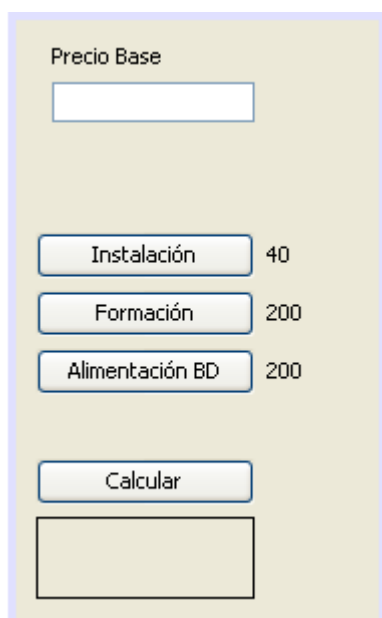 Precio Base
Instalación 40
Formación 200
Alimentación BD 200
Calcular